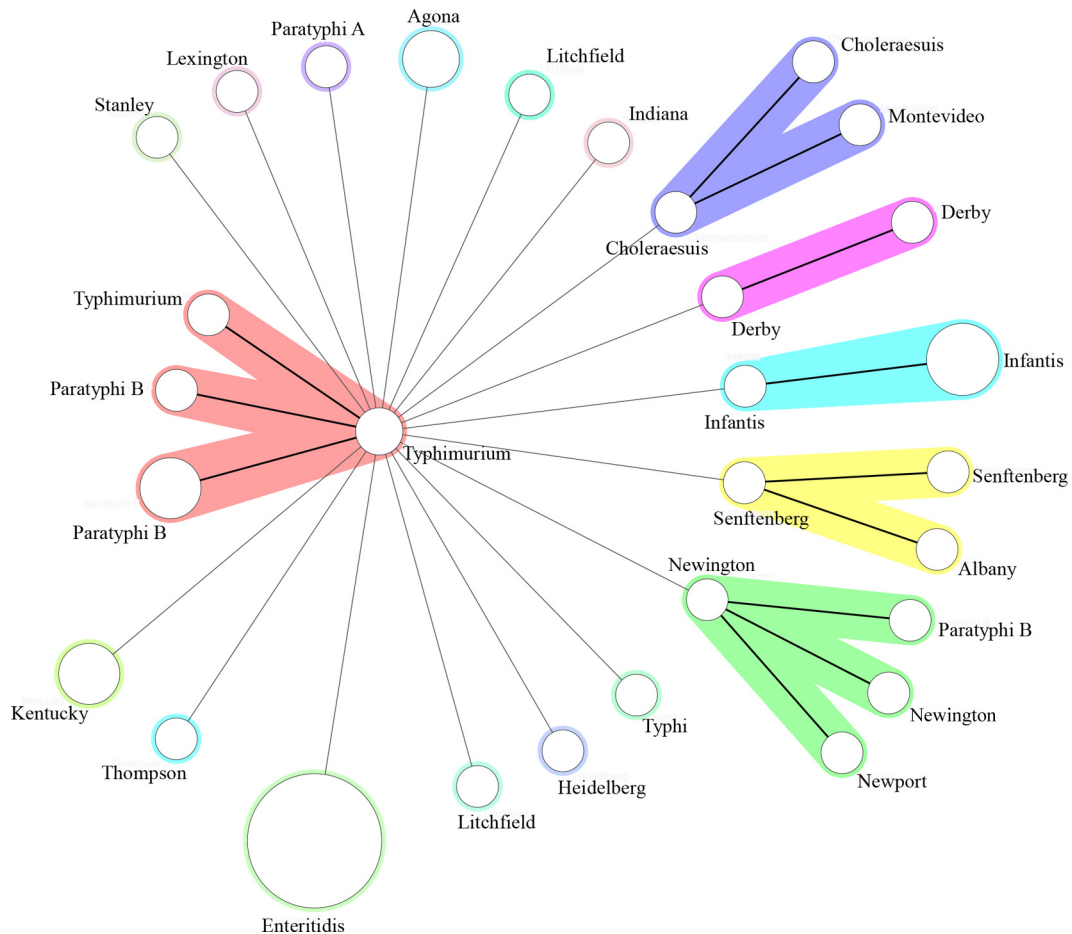 Agona
Paratyphi A
Choleraesuis
Litchfield
Lexington
Stanley
Indiana
Montevideo
Derby
Choleraesuis
Typhimurium
Derby
Infantis
Paratyphi B
Infantis
Typhimurium
Senftenberg
Senftenberg
Paratyphi B
Newington
Albany
Paratyphi B
Kentucky
Typhi
Newington
Thompson
Heidelberg
Newport
Litchfield
Enteritidis